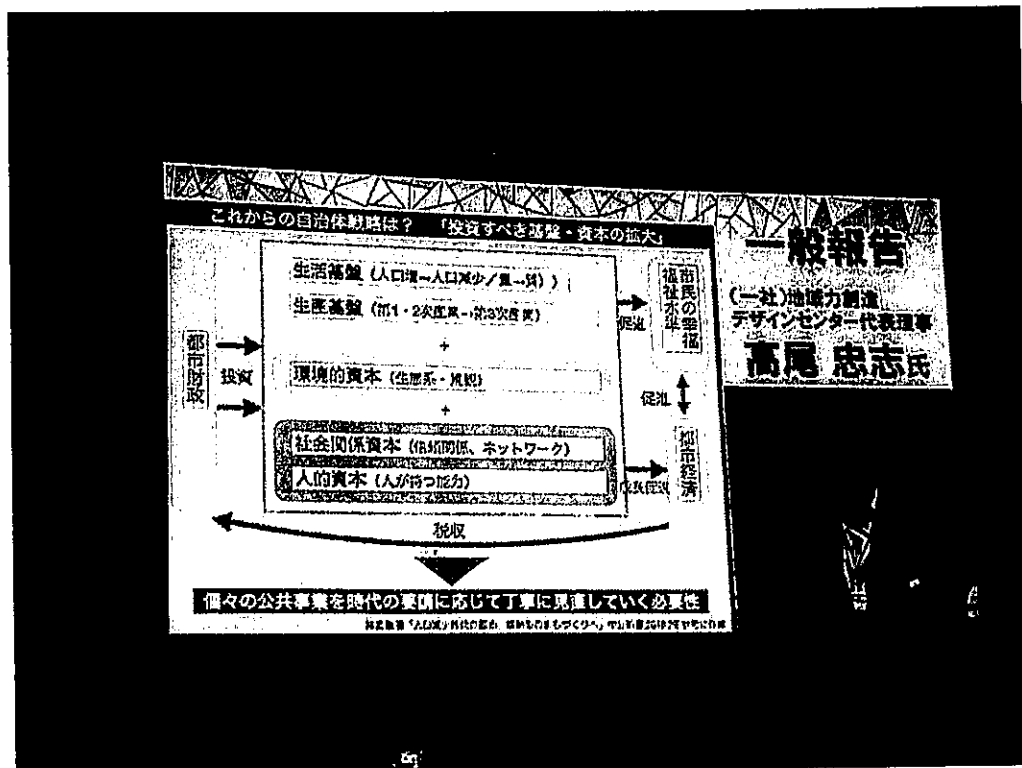 これからの自治体戦略は？ 「投資すべき基盤・資本の拡大」
生活基盤（人口増→人口減少／量→質）
生産基盤（第1・2次産業→第3次産業）
+
環境的資本（生態系・景観）
+
社会関係資本（信頼関係、ネットワーク）
人的資本（人が持つ能力）
都市財政
投資
促進
市民の幸福
福祉水準
促進
都市経済
成長促進
税収
個々の公共事業を時代の要請に応じて丁寧に見直していく必要性
一般報告
（一社）地域力創造
デザインセンター代表理事
高尾 忠志氏